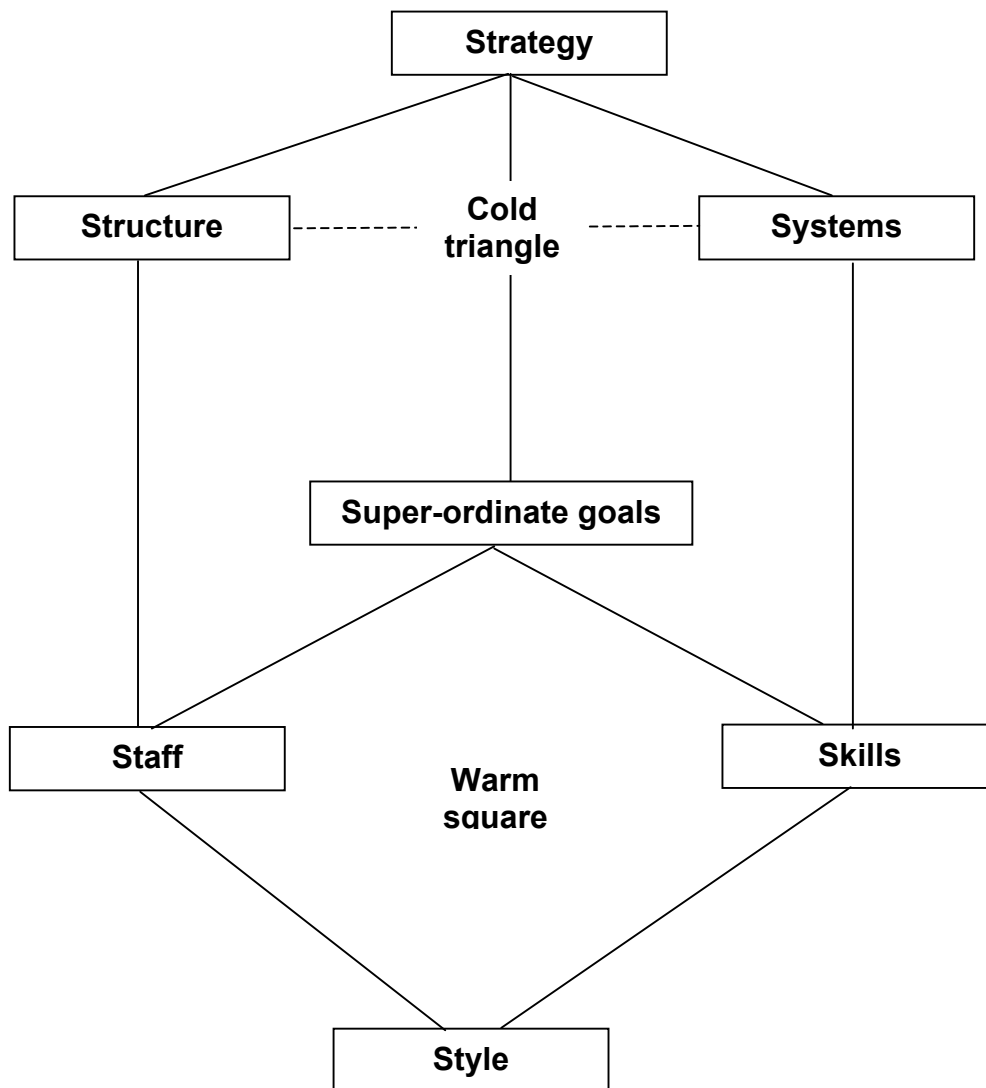 Strategy
Structure
Cold
triangle
Systems
Super-ordinate goals
Staff
Skills
Warm
square
Style